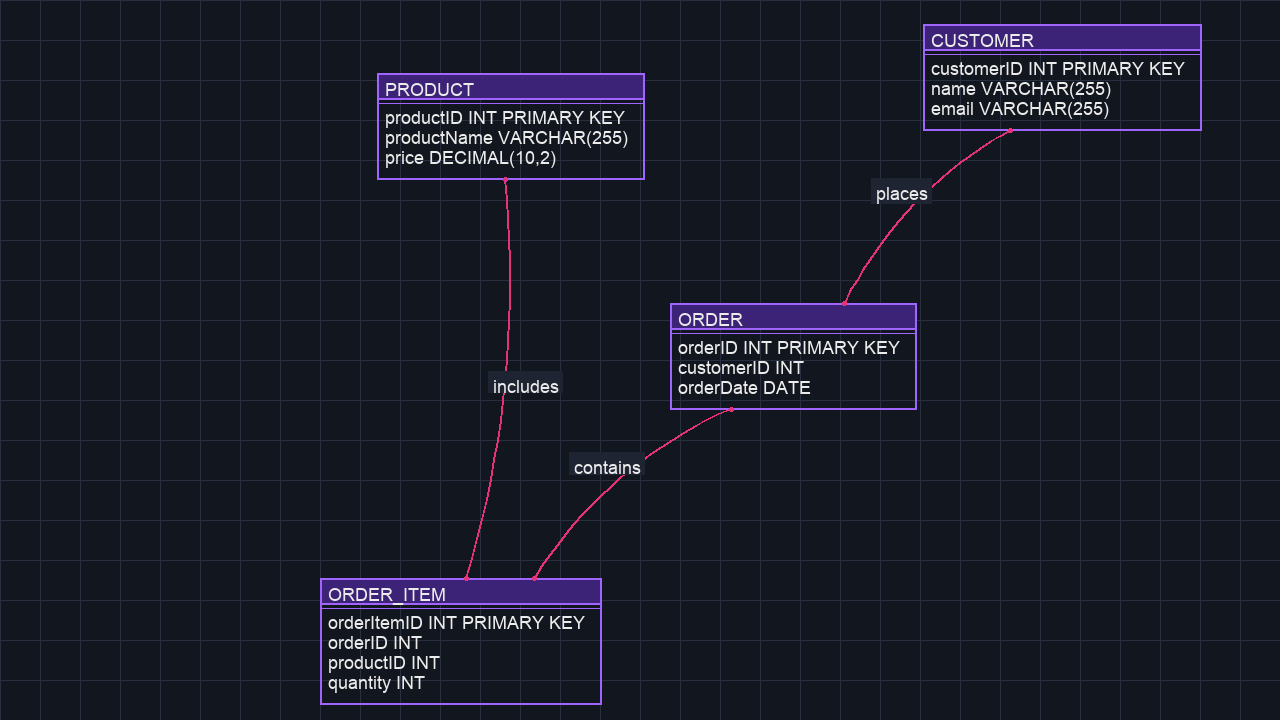 CUSTOMER
customerID INT PRIMARY KEY
name VARCHAR(255)
email VARCHAR(255)
PRODUCT
productID INT PRIMARY KEY
productName VARCHAR(255)
price DECIMAL(10,2)
places
ORDER
orderID INT PRIMARY KEY
customerID INT
orderDate DATE
includes
contains
ORDER_ITEM
orderItemID INT PRIMARY KEY
orderID INT
productID INT
quantity INT